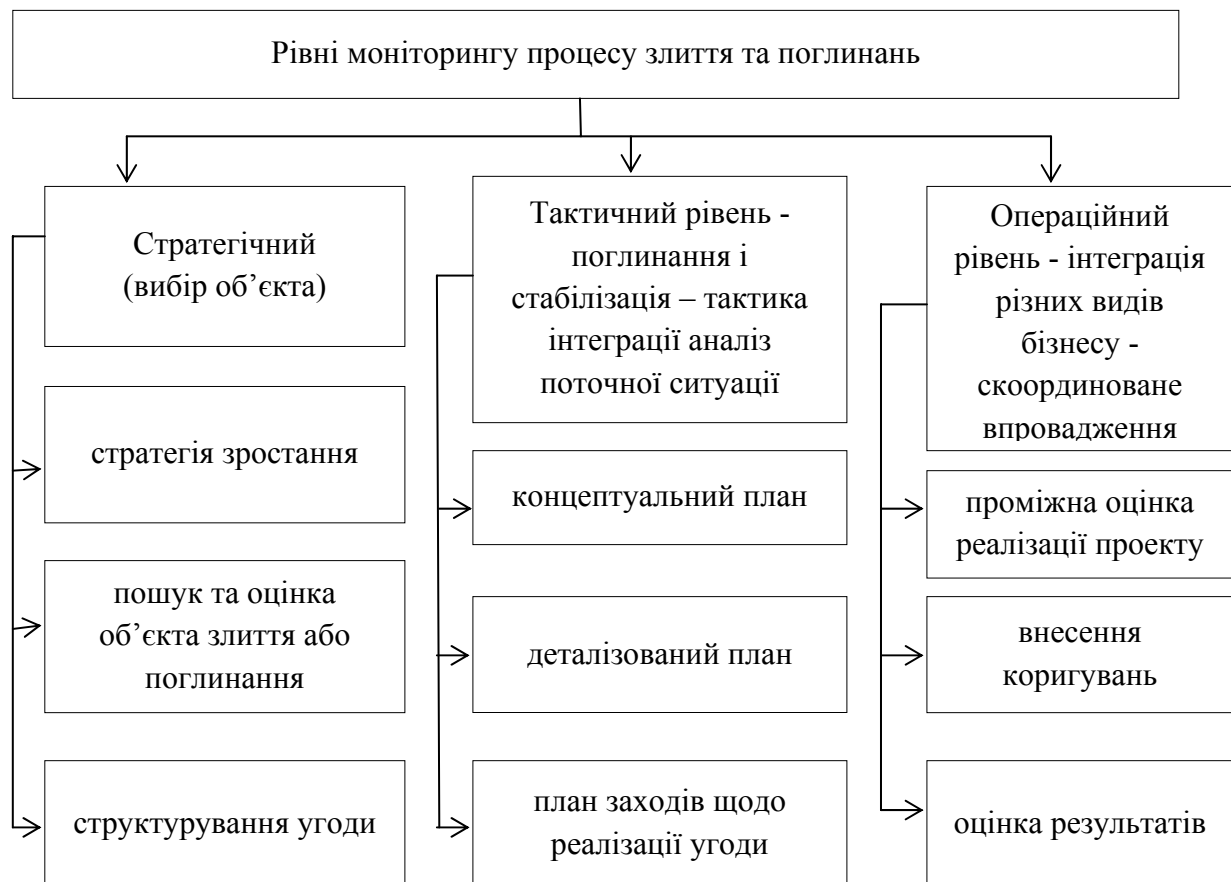 Рівні моніторингу процесу злиття та поглинань
Стратегічний
(вибір об’єкта)
стратегія зростання
пошук та оцінка
об’єкта злиття або
поглинання
структурування угоди
Тактичний рівень -
поглинання і
стабілізація – тактика
інтеграції аналіз
поточної ситуації
концептуальний план
деталізований план
план заходів щодо
реалізації угоди
Операційний
рівень - інтеграція
різних видів
бізнесу -
скоординоване
впровадження
проміжна оцінка
реалізації проекту
внесення
коригувань
оцінка результатів